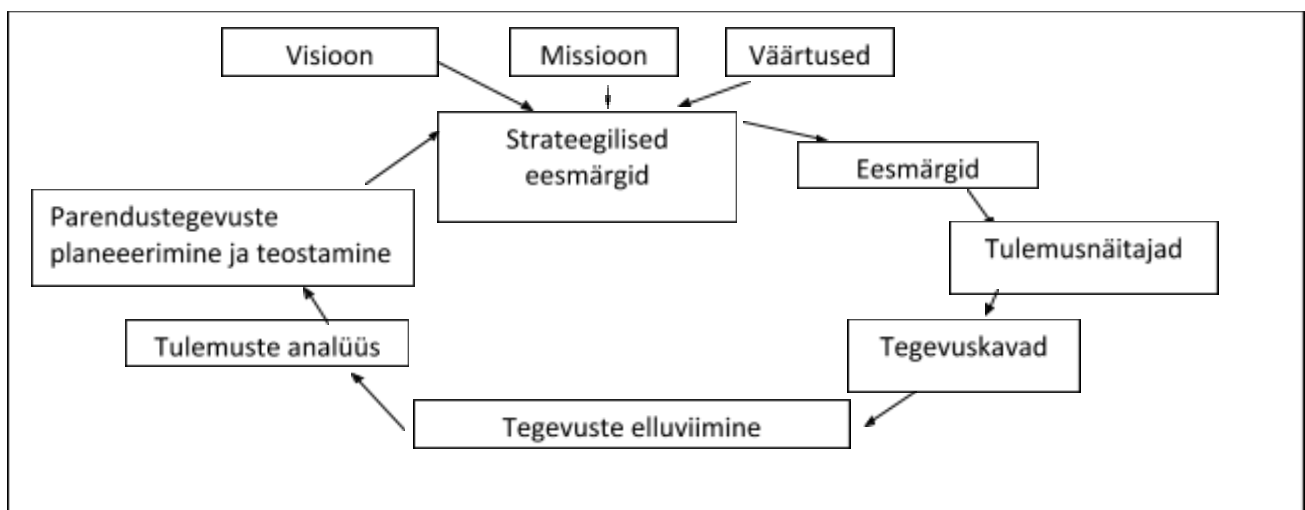 Visioon
Missioon
Väärtused
Strateegilised
eesmärgid
Eesmärgid
Parendustegevuste
planeeerimine ja teostamine
Tulemusnäitajad
Tulemuste analüüs
Tegevuskavad
Tegevuste elluviimine